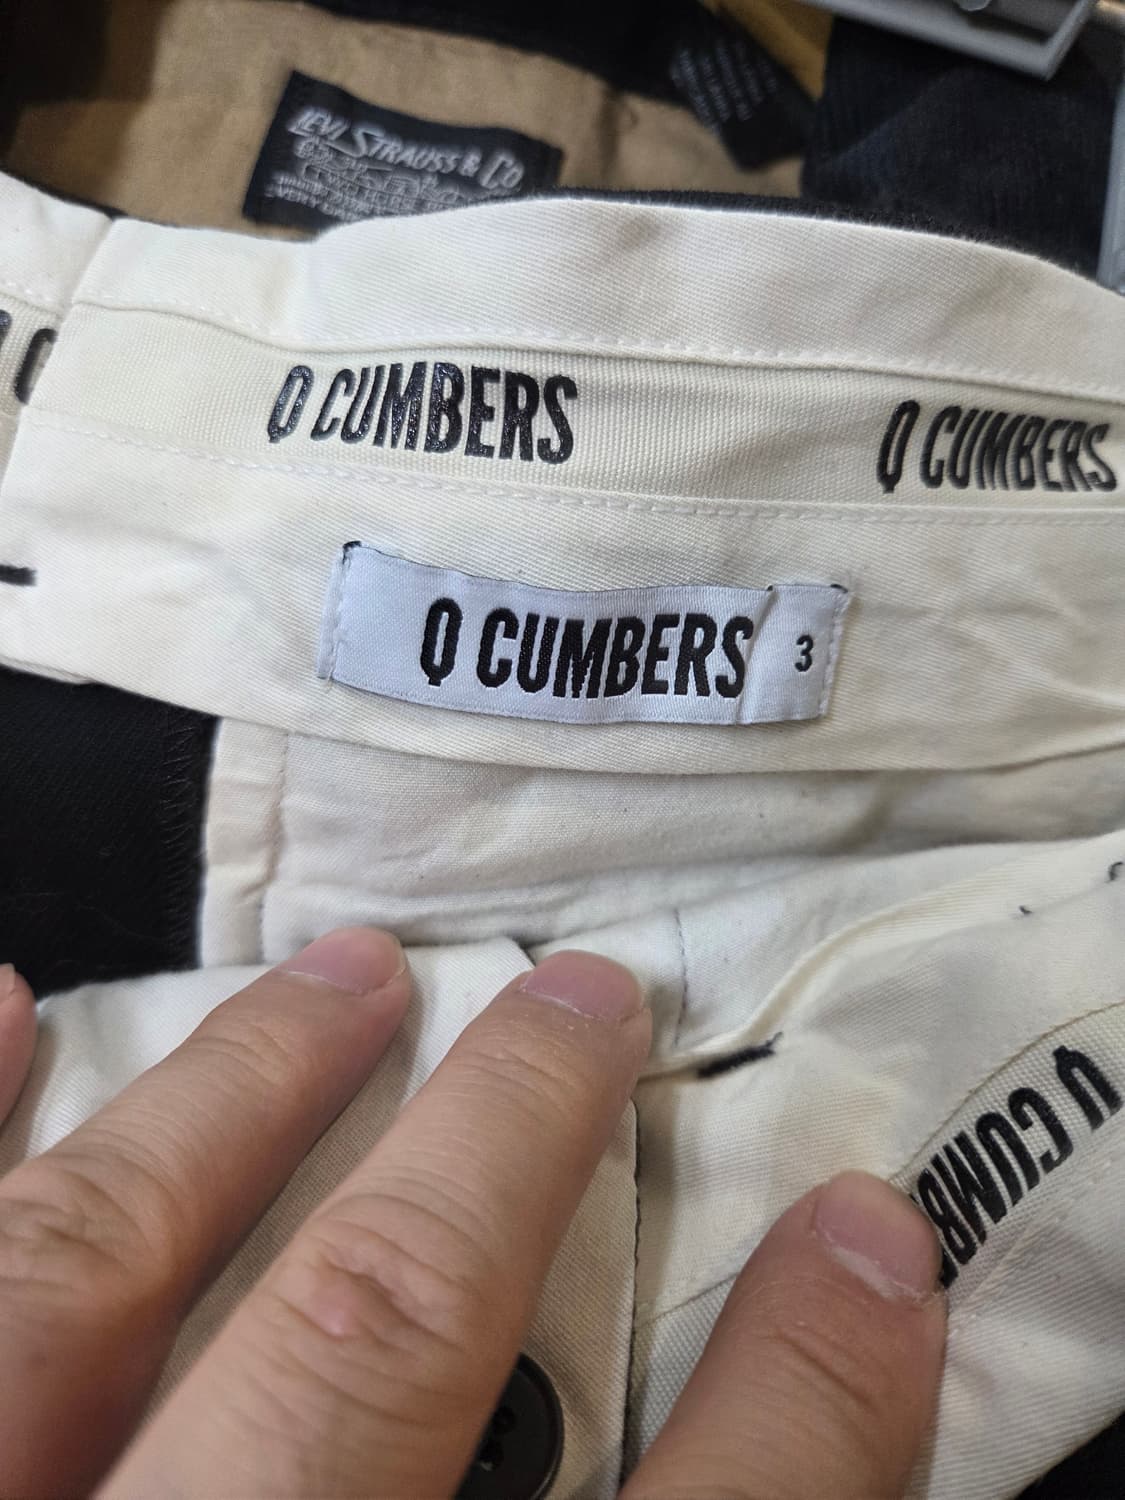 LEVI STRAUSS & CO
Q CUMBERS
Q CUMBERS
Q CUMBERS
3
Q CUMB